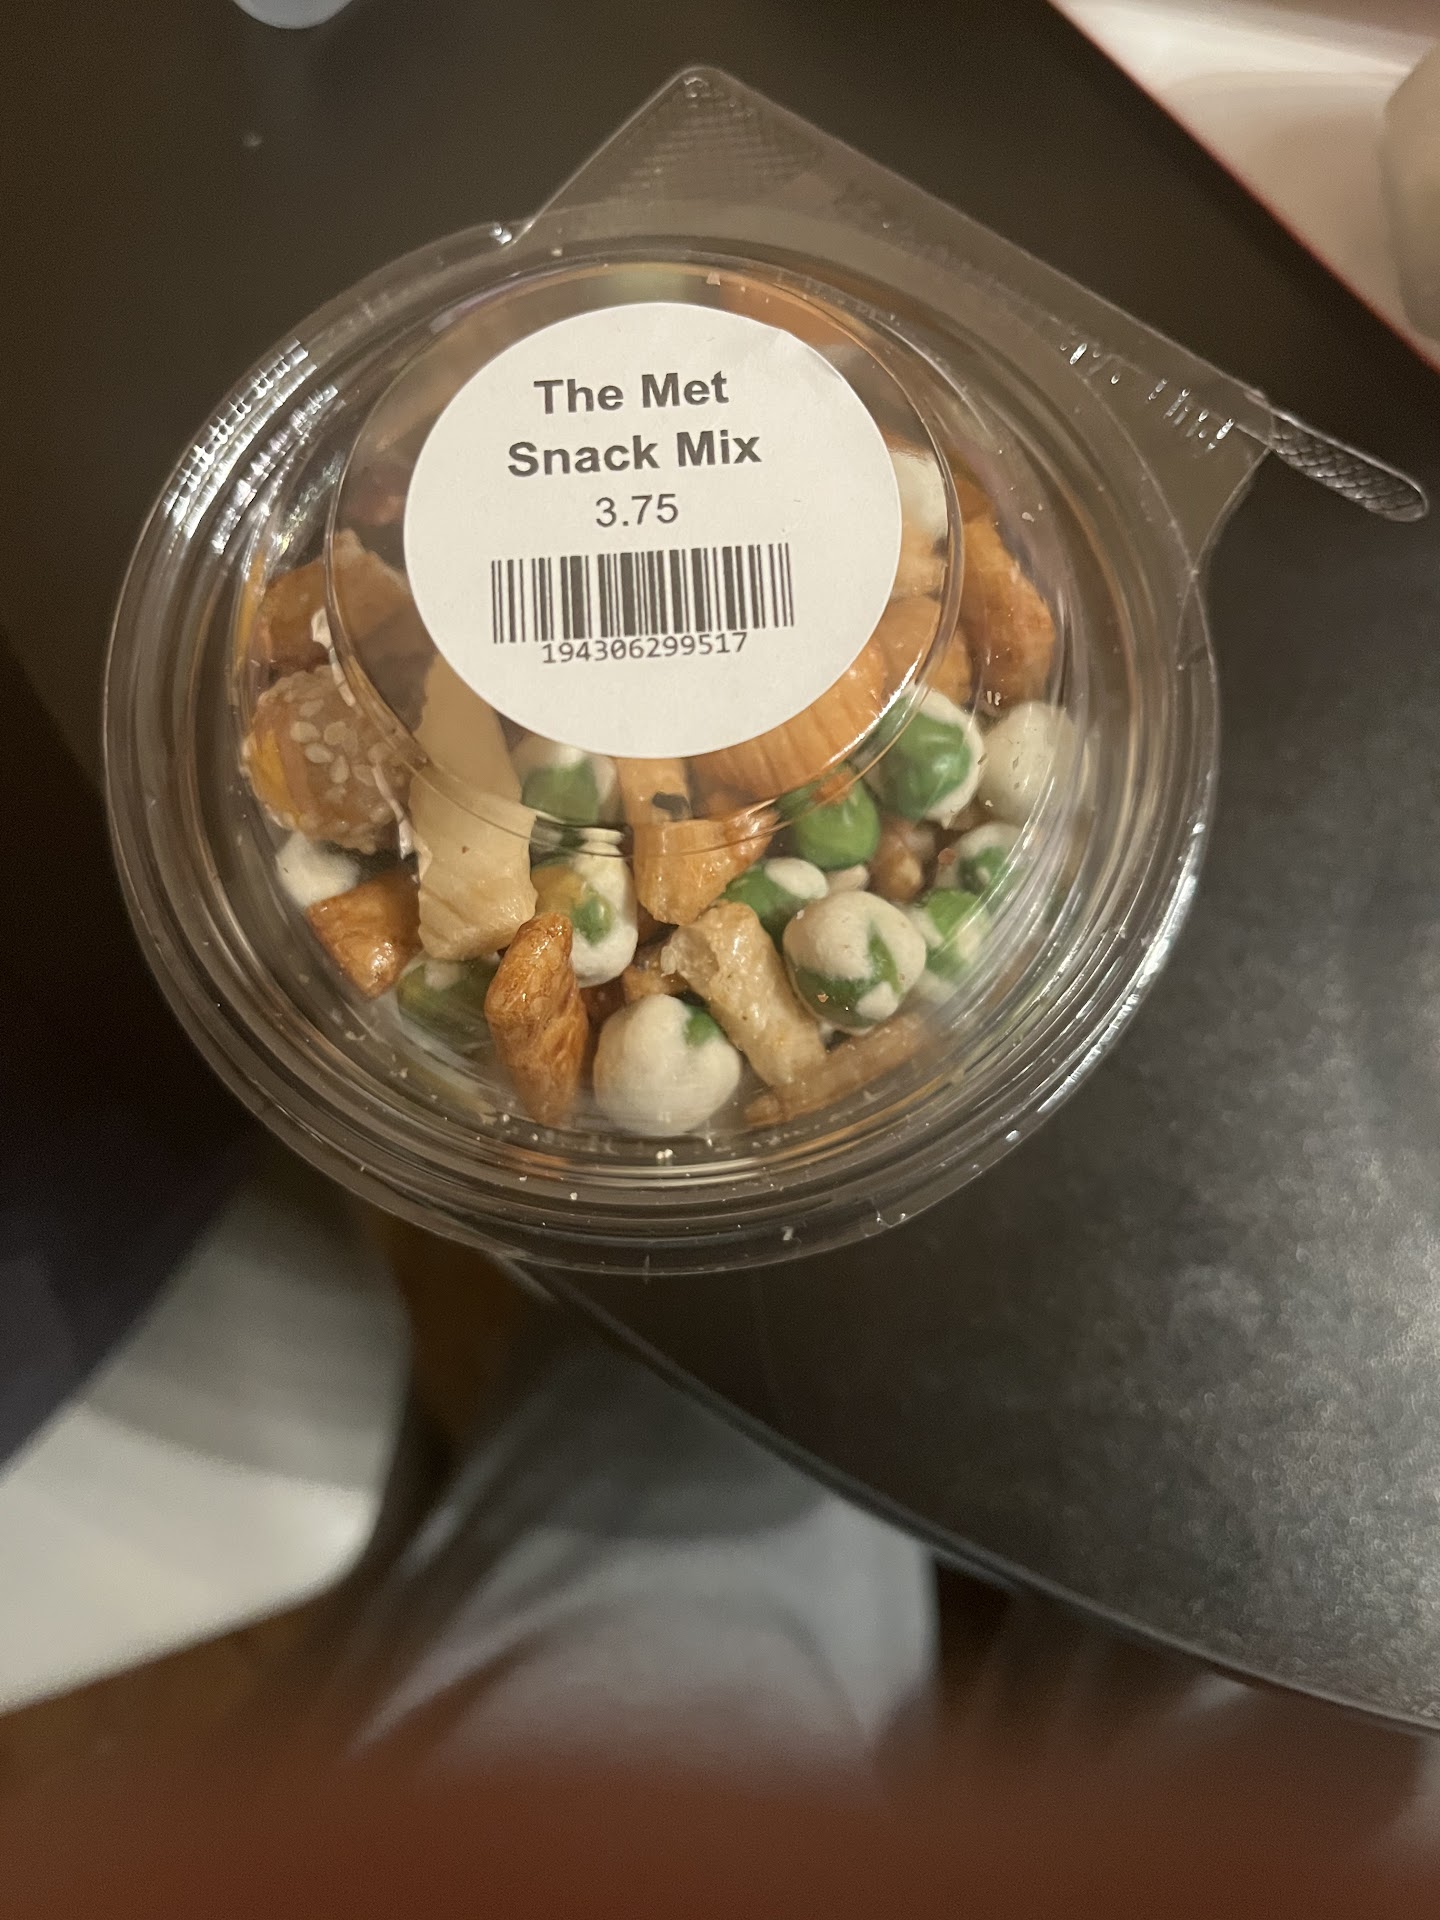 The Met
Snack Mix
3.75
194306299517